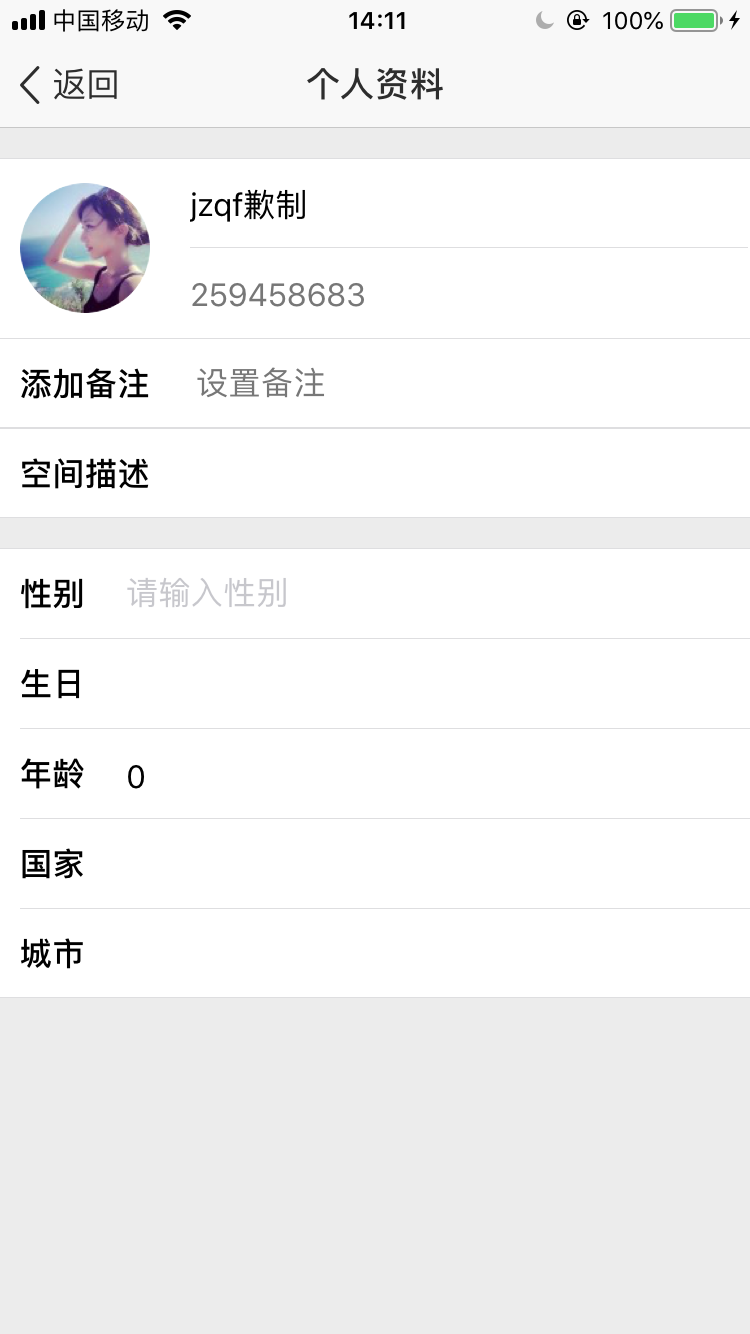 中国移动 14:11 100%
返回 个人资料
jzqf歉制
259458683
添加备注 设置备注
空间描述
性别 请输入性别
生日
年龄 0
国家
城市